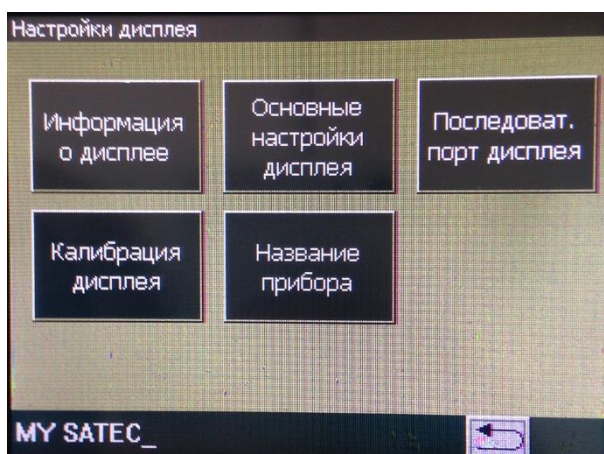 Настройки дисплея
Информация
о дисплее
Основные
настройки
дисплея
Последоват.
порт дисплея
Калибрация
дисплея
Название
прибора
MY SATEC_